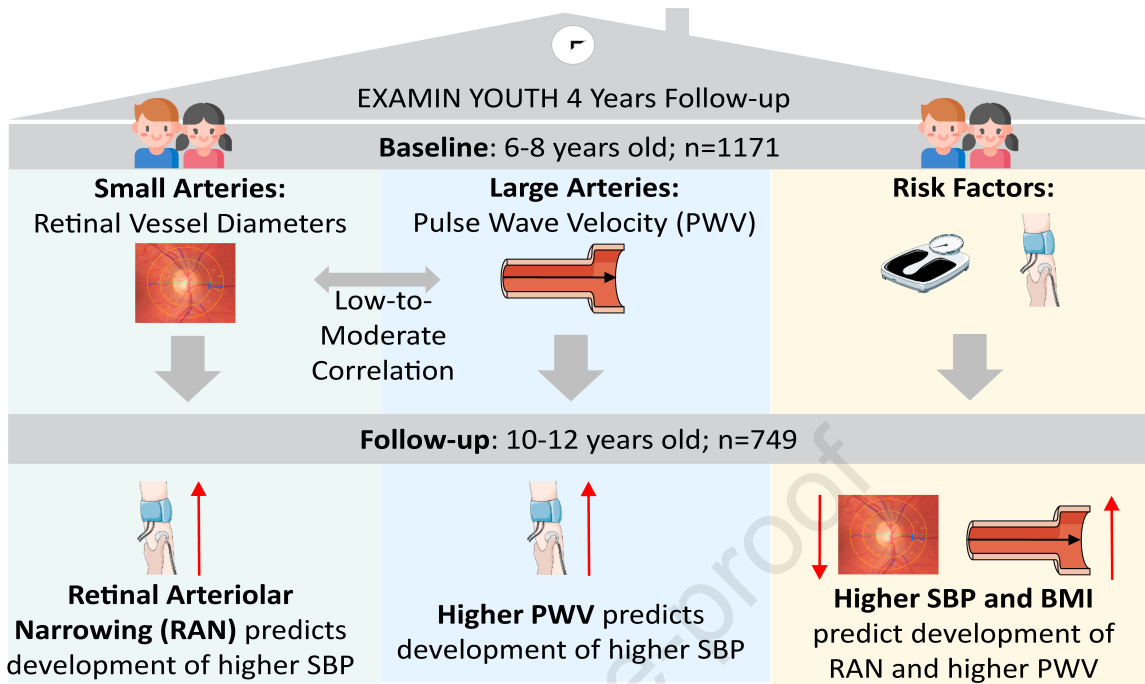 EXAMIN YOUTH 4 Years Follow-up
Baseline: 6-8 years old; n=1171
Small Arteries:
Retinal Vessel Diameters
Large Arteries:
Pulse Wave Velocity (PWV)
Risk Factors:
Low-to-
Moderate
Correlation
Follow-up: 10-12 years old; n=749
Retinal Arteriolar
Narrowing (RAN) predicts
development of higher SBP
Higher PWV predicts
development of higher SBP
Higher SBP and BMI
predict development of
RAN and higher PWV
e-proof